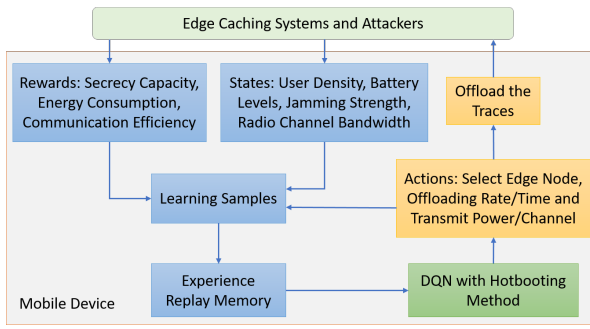 Edge Caching Systems and Attackers
Rewards: Secrecy Capacity,
Energy Consumption,
Communication Efficiency
States: User Density, Battery
Levels, Jamming Strength,
Radio Channel Bandwidth
Offload the
Traces
Learning Samples
Actions: Select Edge Node,
Offloading Rate/Time and
Transmit Power/Channel
Experience
Replay Memory
DQN with Hotbooting
Method
Mobile Device